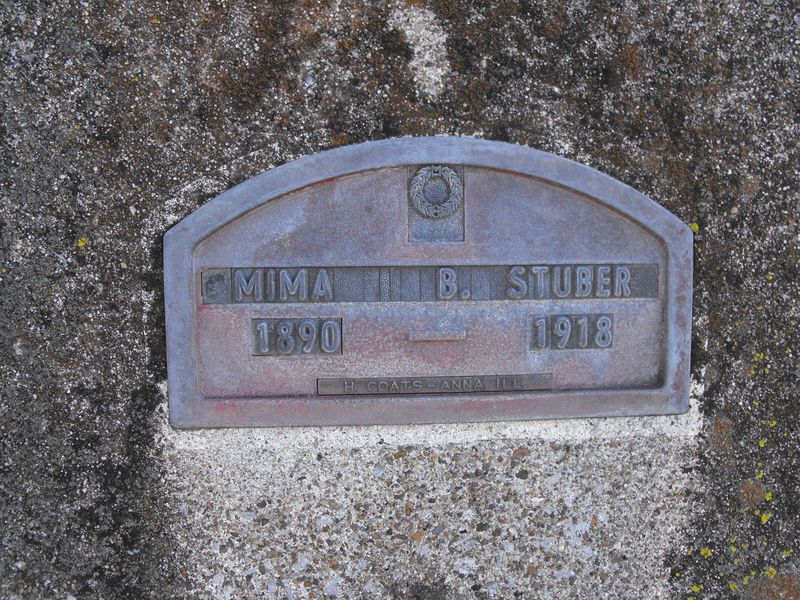 MIMA B. STUBER
1890 — 1918
H. COATS – ANNA ILL